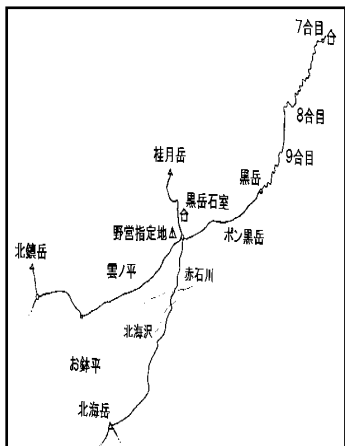 7合目
8合目
9合目
桂月岳
黒岳
黒岳石室
野営指定地
ポン黒岳
北鎮岳
雲ノ平
赤石川
北海沢
お鉢平
北海岳